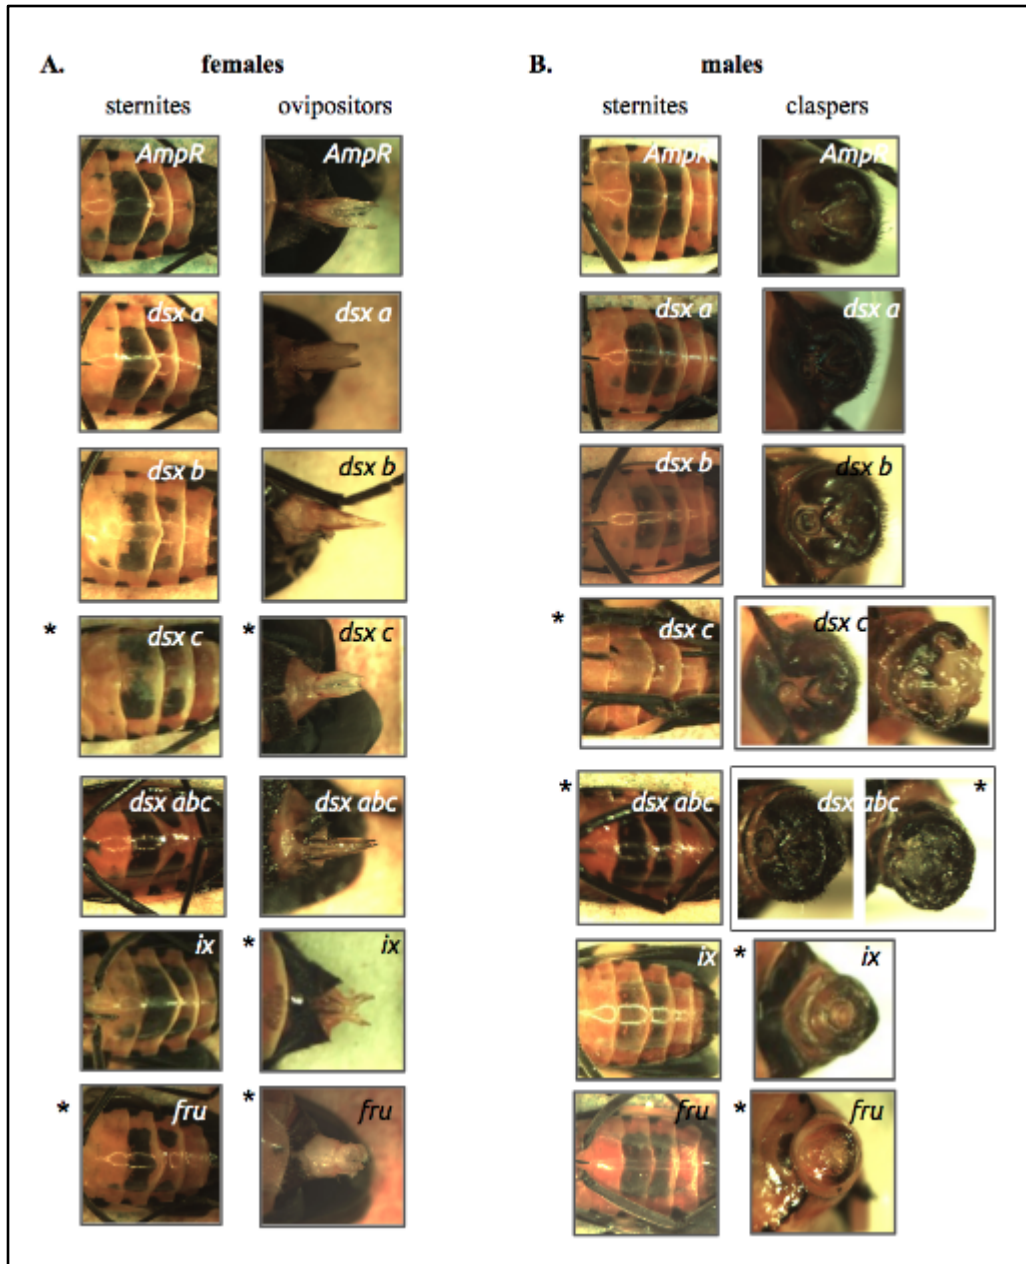 A. females
sternites ovipositors
AmpR AmpR
dsx a dsx a
dsx b dsx b
* dsx c * dsx c
dsx abc dsx abc
ix * ix
* fru * fru
B. males
sternites claspers
AmpR AmpR
dsx a dsx a
dsx b dsx b
* dsx c dsx c
* dsx abc dsx abc *
ix * ix
fru * fru